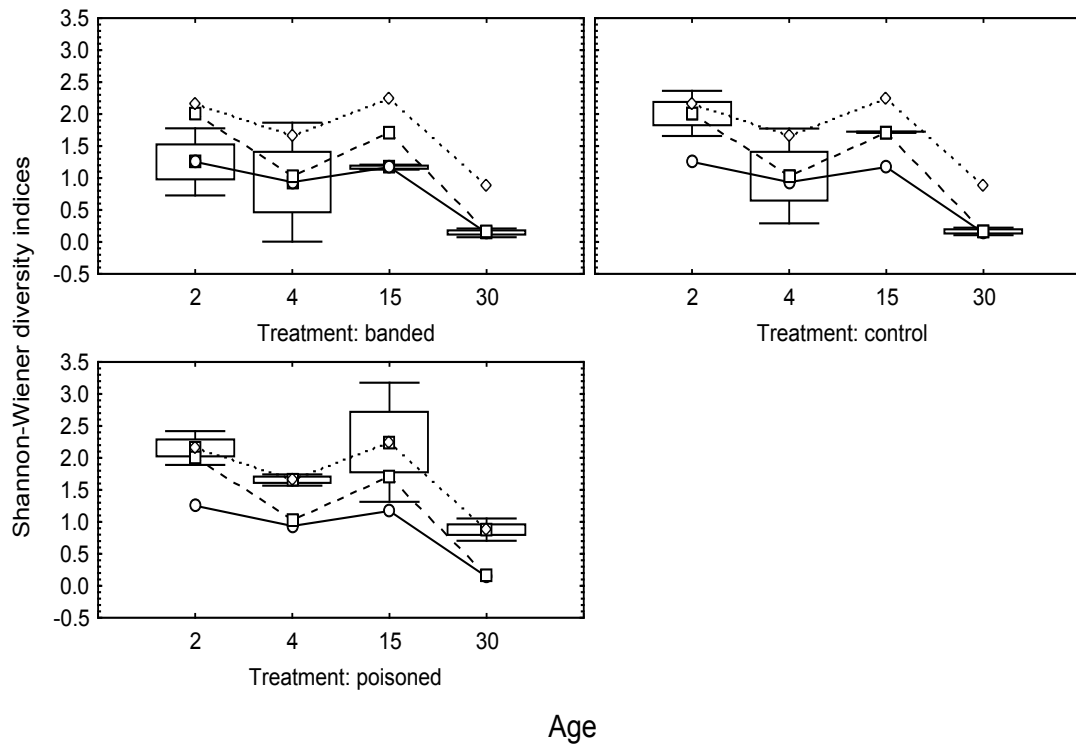 3.5
3.0
2.5
2.0
1.5
1.0
0.5
0.0
-0.5
2 4 15 30
Treatment: banded
2 4 15 30
Treatment: control
3.5
3.0
2.5
2.0
1.5
1.0
0.5
0.0
-0.5
2 4 15 30
Treatment: poisoned
Shannon-Wiener diversity indices
Age